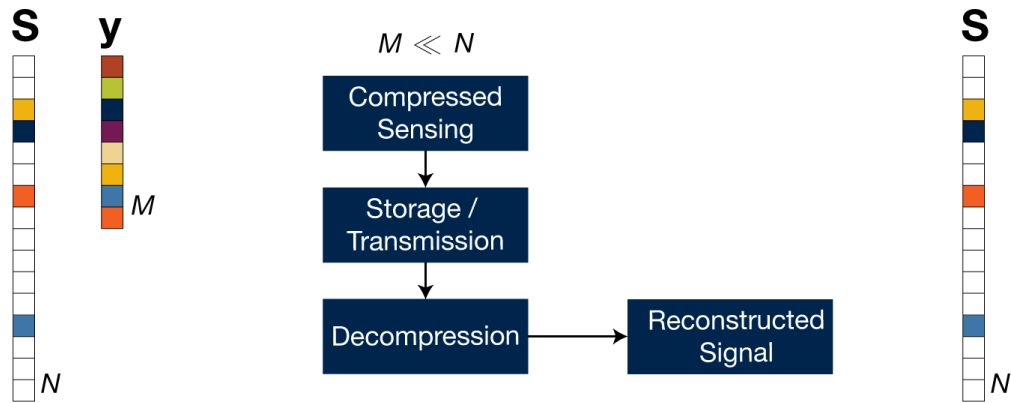 S
y
M ≪ N
S
Compressed
Sensing
M
Storage /
Transmission
Decompression
Reconstructed
Signal
N
N